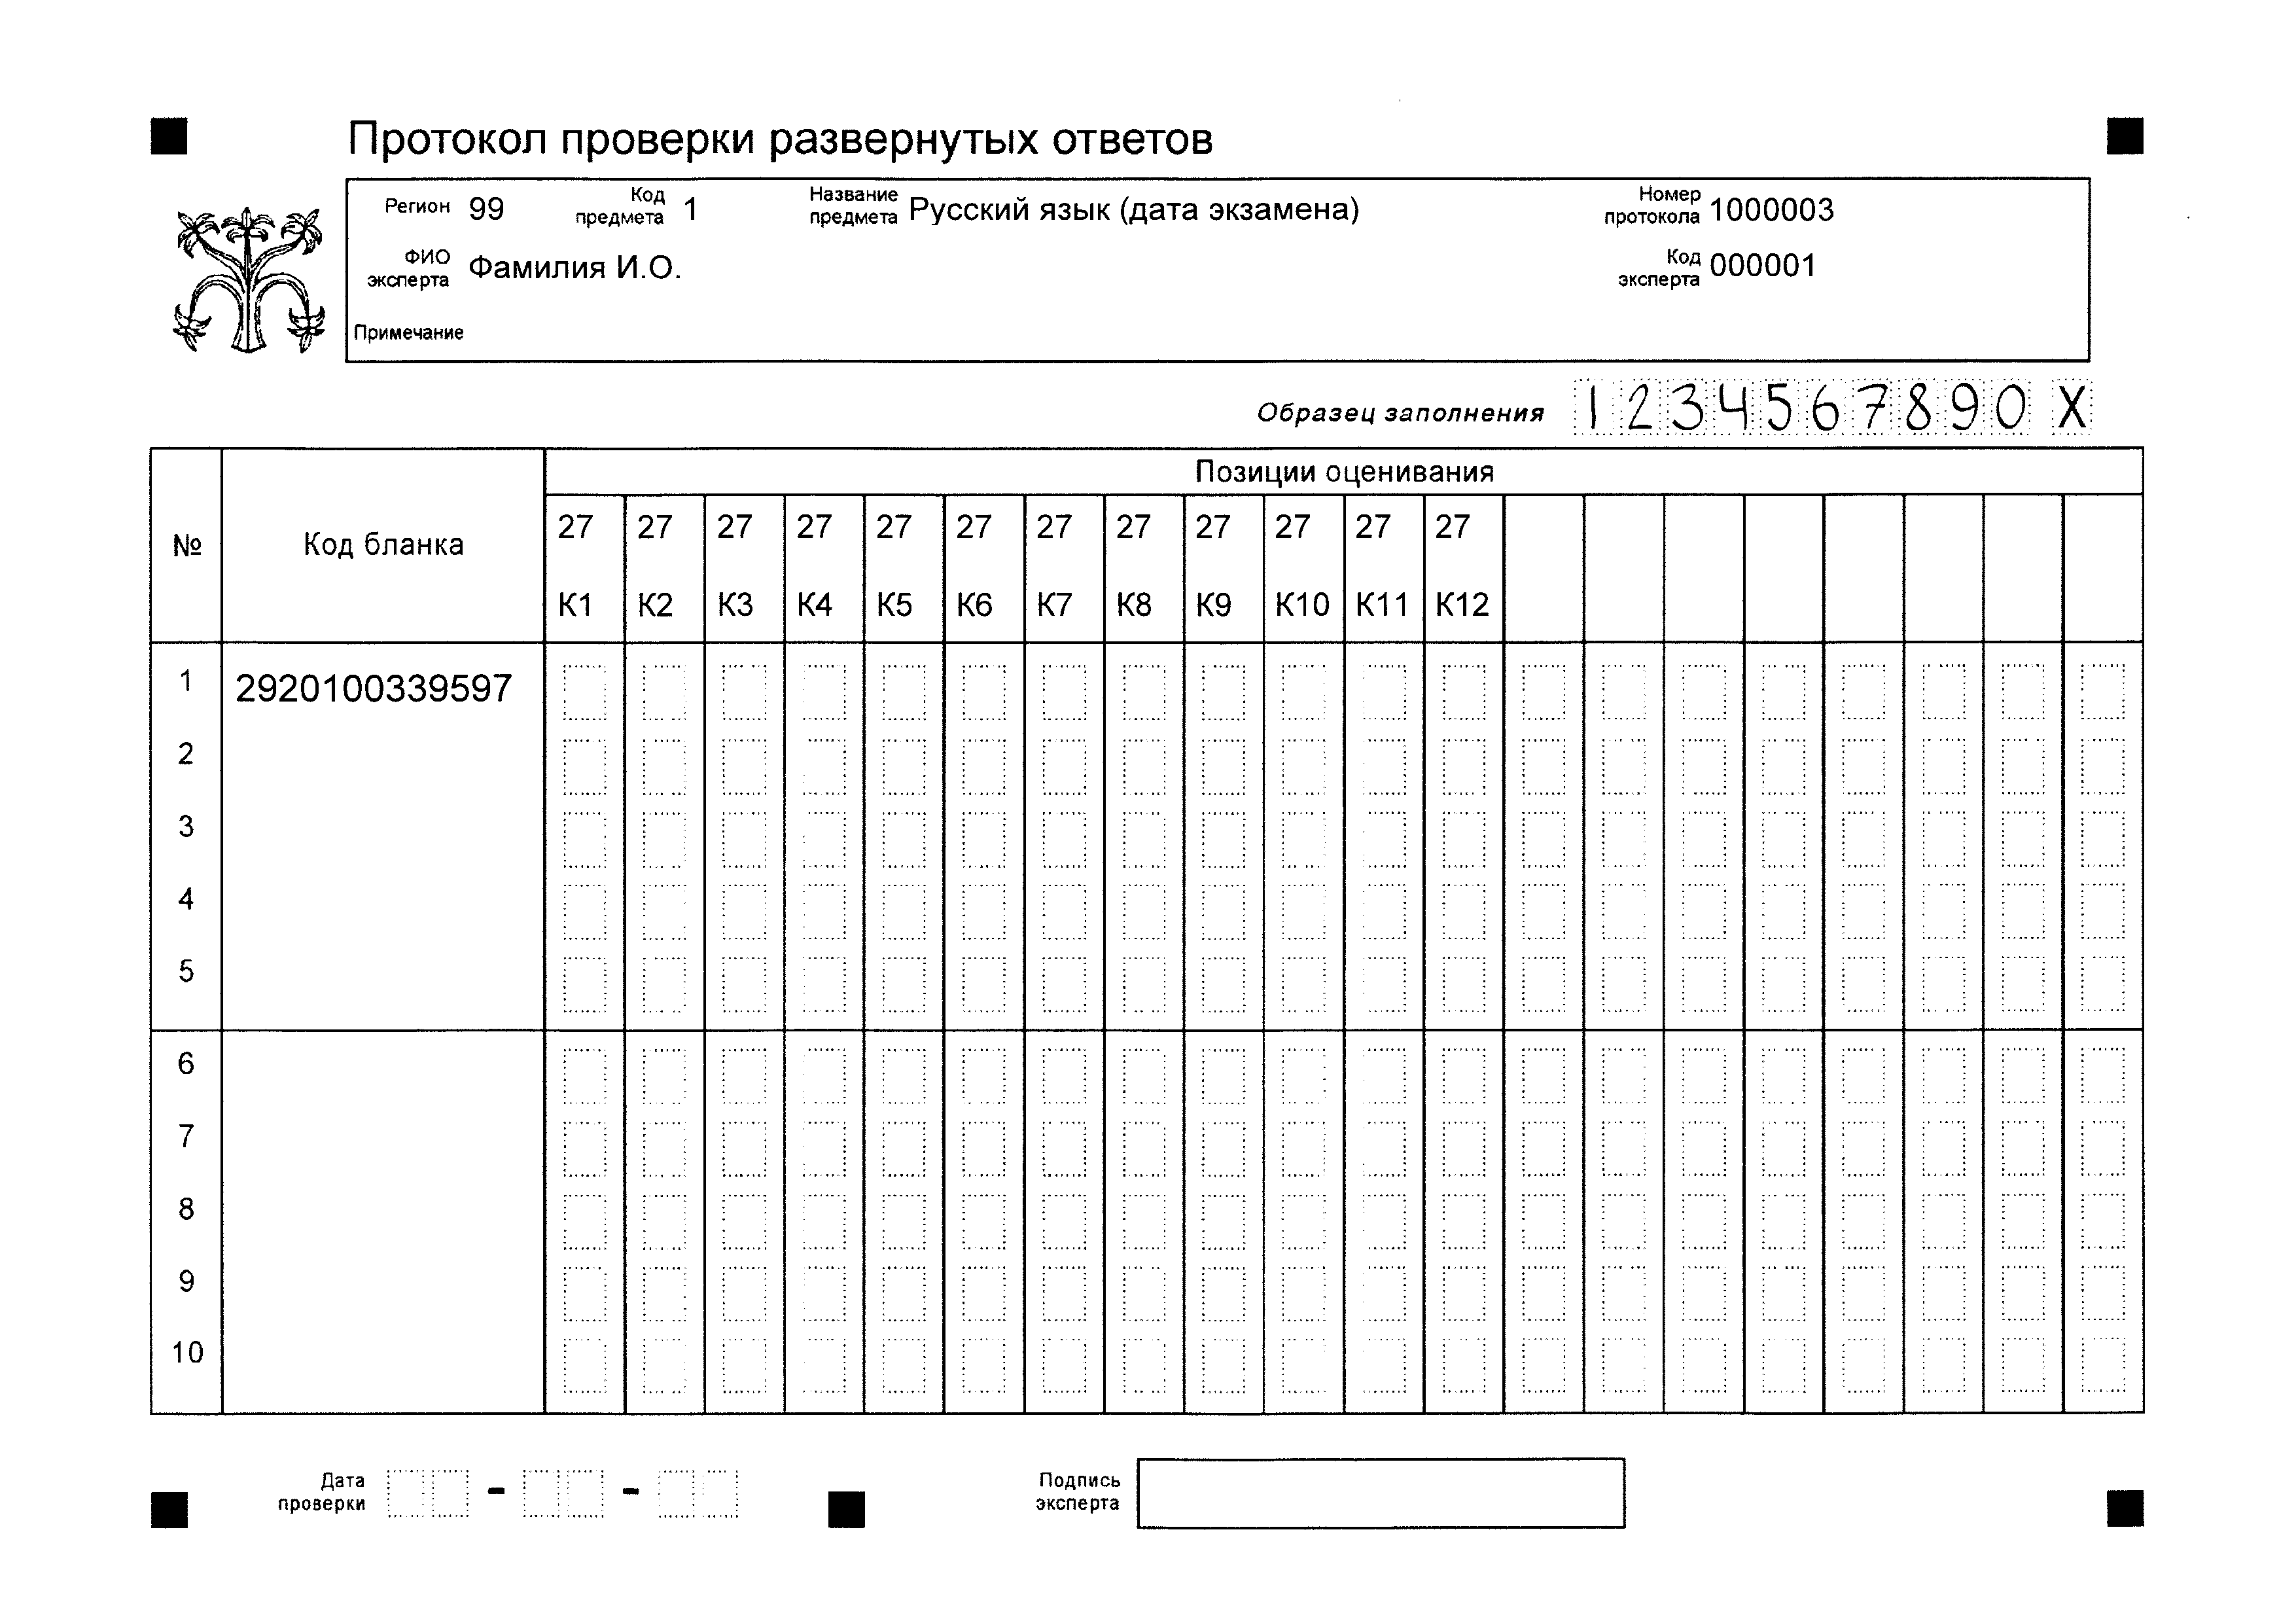 Протокол проверки развернутых ответов
Регион 99 Код предмета 1 Название предмета Русский язык (дата экзамена) Номер протокола 1000003
ФИО эксперта Фамилия И.О. Код эксперта 000001
Примечание
Образец заполнения 1 2 3 4 5 6 7 8 9 0 X
Позиции оценивания
№ Код бланка
27 27 27 27 27 27 27 27 27 27 27 27
К1 К2 К3 К4 К5 К6 К7 К8 К9 К10 К11 К12
1 2920100339597
2
3
4
5
6
7
8
9
10
Дата проверки - - Подпись эксперта